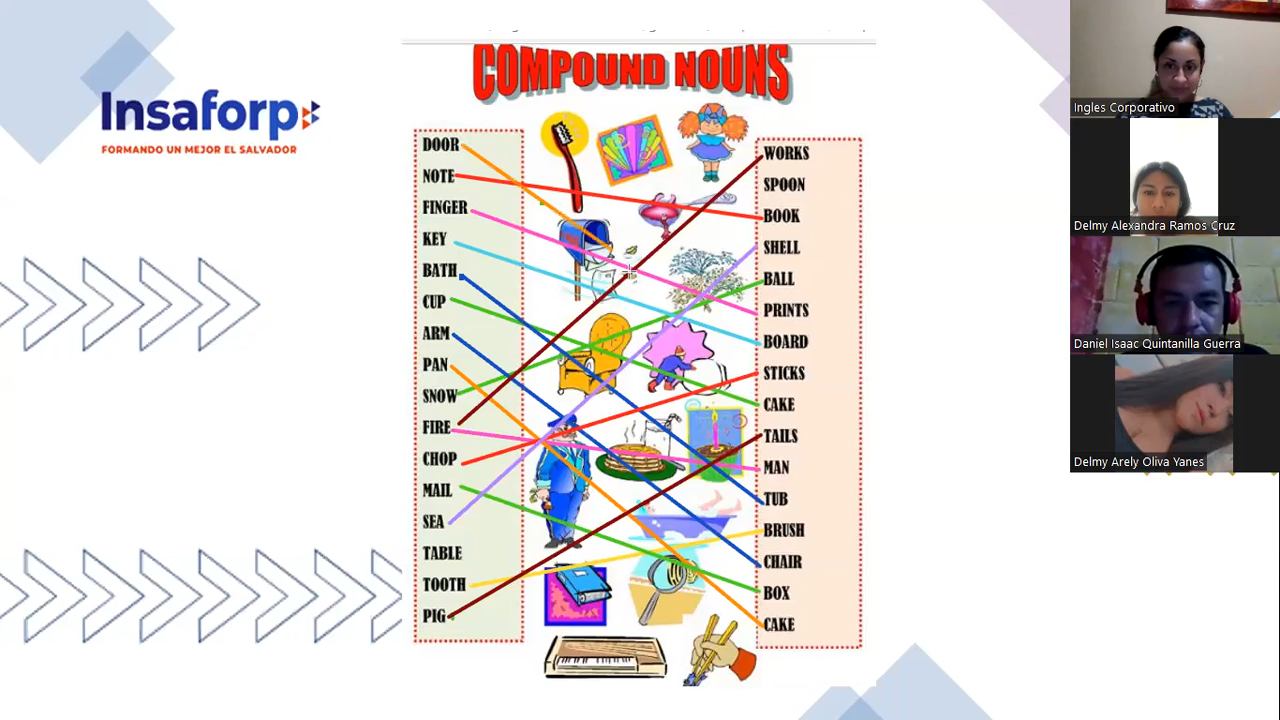 COMPOUND NOUNS
Insaforp
FORMANDO UN MEJOR EL SALVADOR
DOOR
NOTE
FINGER
KEY
BATH
CUP
ARM
PAN
SNOW
FIRE
CHOP
MAIL
SEA
TABLE
TOOTH
PIG
WORKS
SPOON
BOOK
SHELL
BALL
PRINTS
BOARD
STICKS
CAKE
TAILS
MAN
TUB
BRUSH
CHAIR
BOX
CAKE
Ingles Corporativo
Delmy Alexandra Ramos Cruz
Daniel Isaac Quintanilla Guerra
Delmy Arely Oliva Yanes